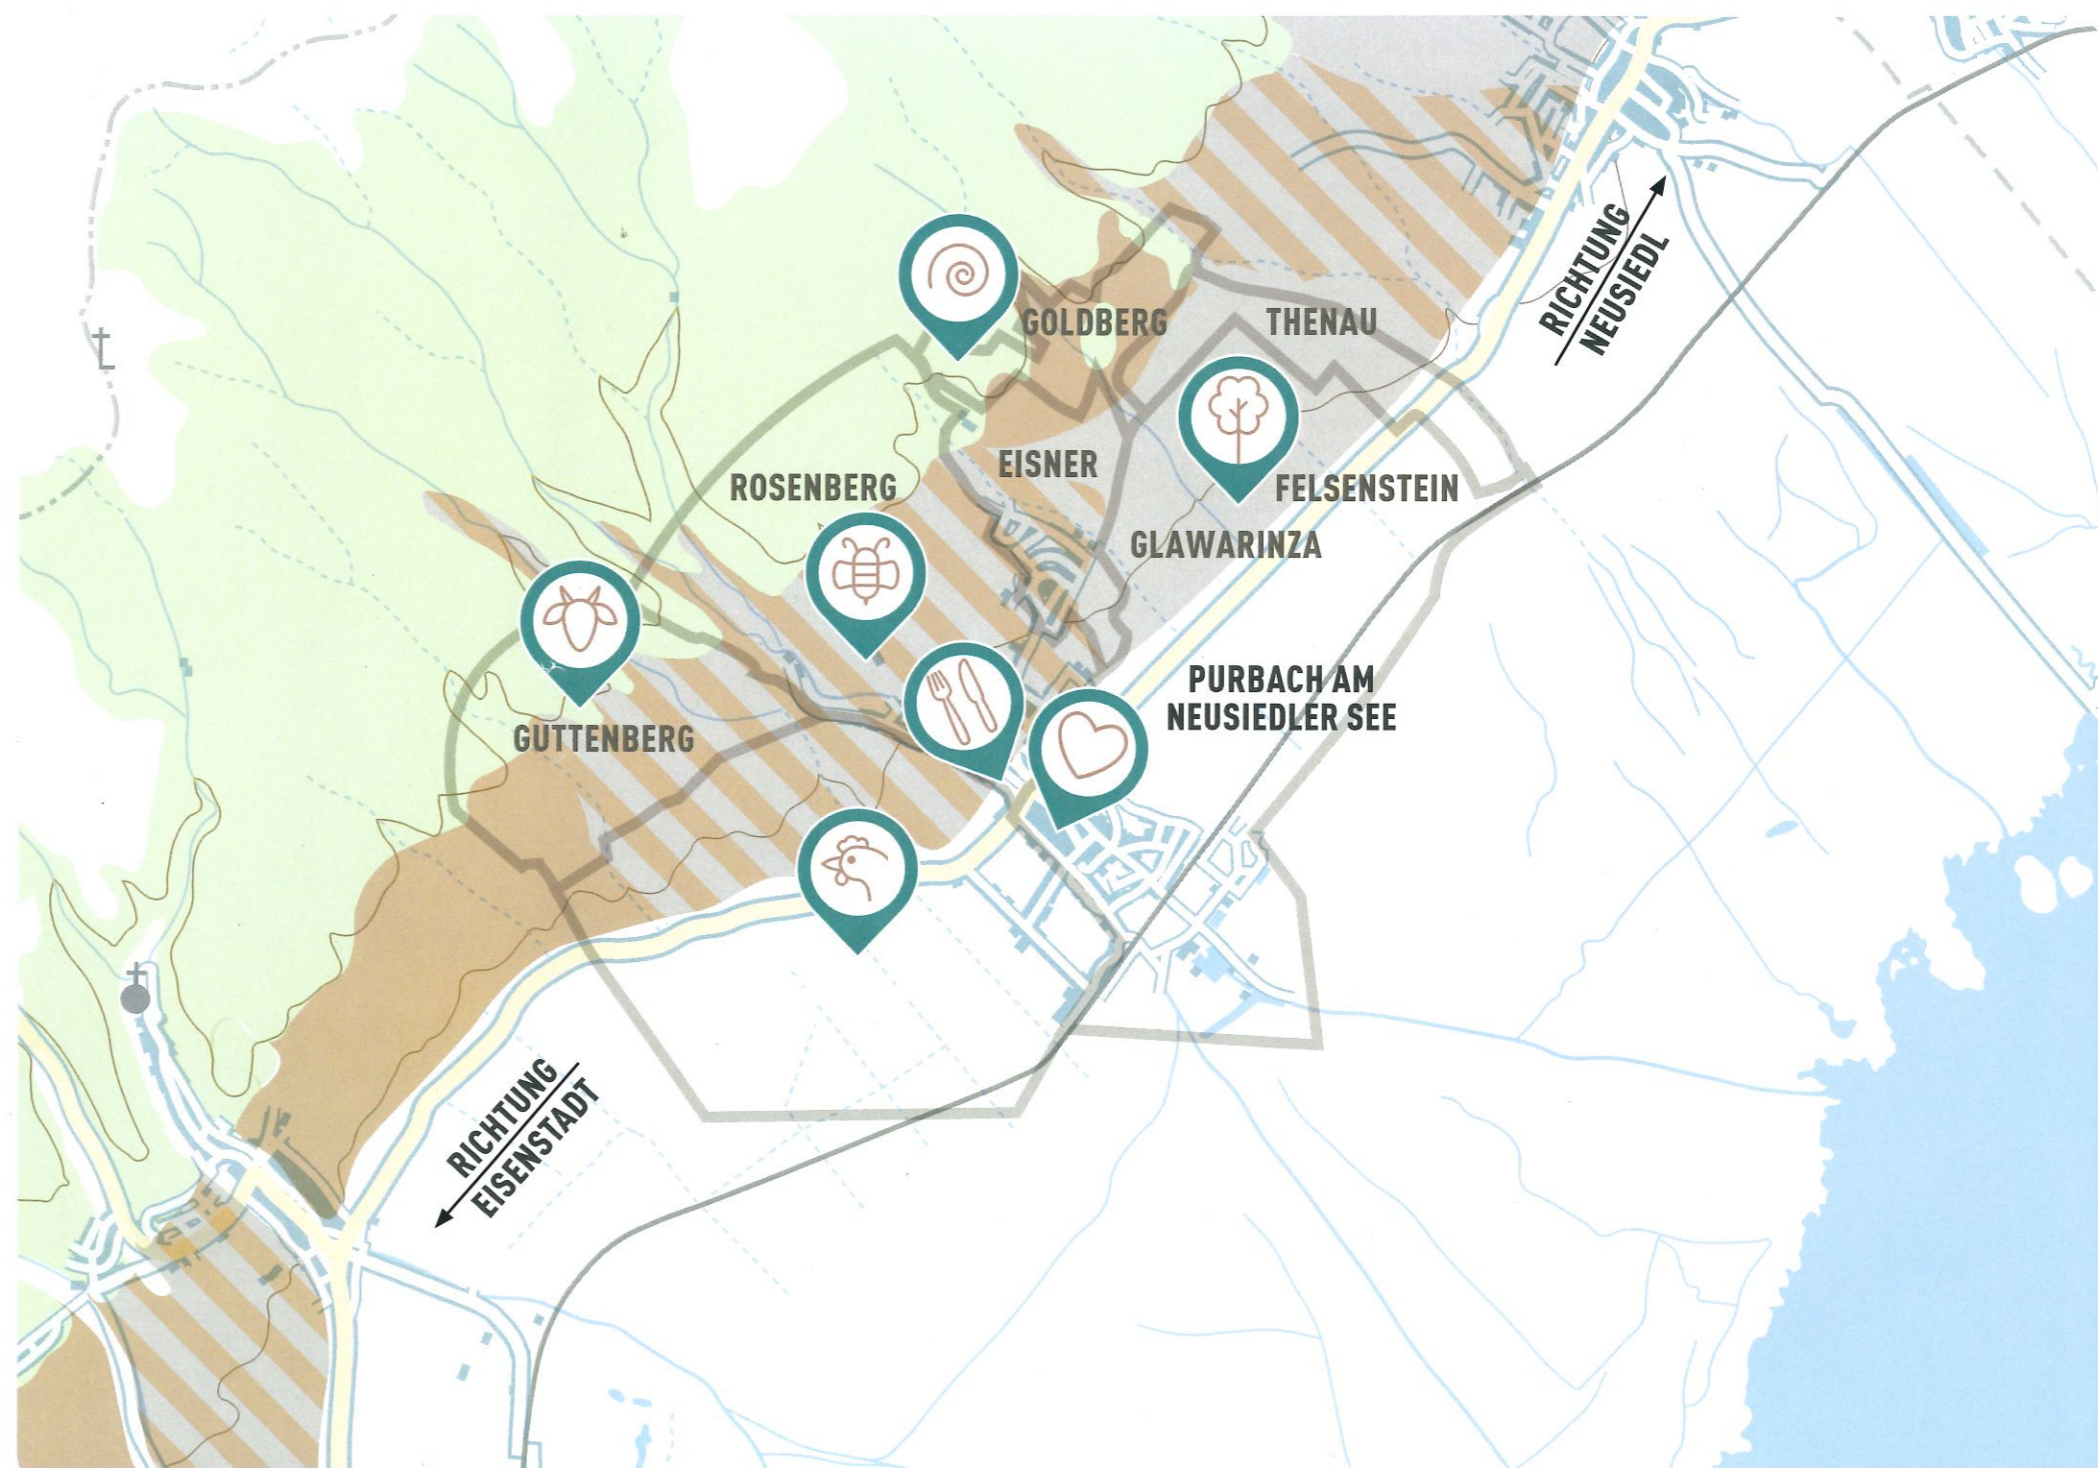 RICHTUNG
NEUSIEDL
GOLDBERG
THENAU
EISNER
ROSENBERG
FELSENSTEIN
GLAWARINZA
PURBACH AM
NEUSIEDLER SEE
GUTTENBERG
RICHTUNG
EISENSTADT